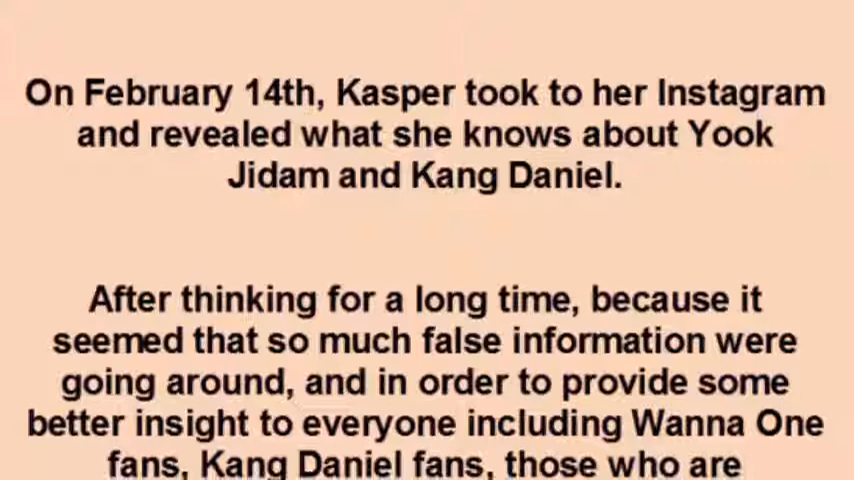 On February 14th, Kasper took to her Instagram
and revealed what she knows about Yook
Jidam and Kang Daniel.
After thinking for a long time, because it
seemed that so much false information were
going around, and in order to provide some
better insight to everyone including Wanna One
fans, Kang Daniel fans, those who are